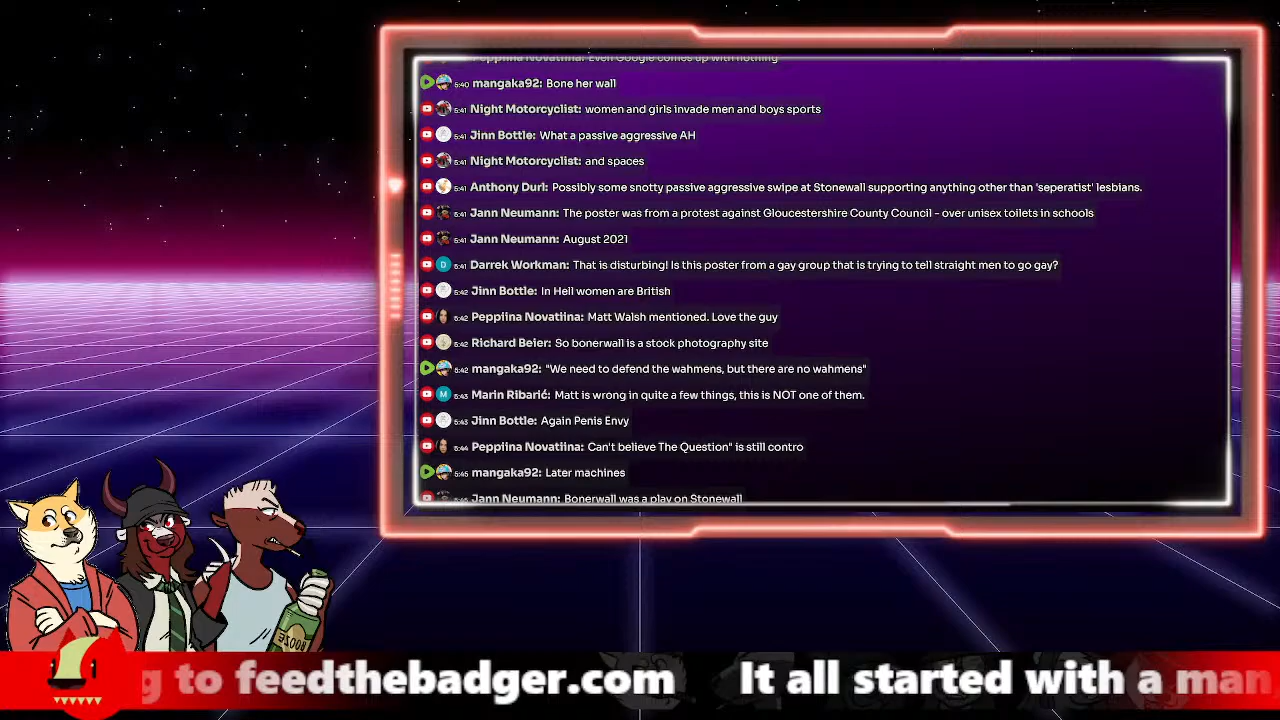 Peppiina Novatiina: Even Google comes up with nothing
5:40 mangaka92: Bone her wall
5:41 Night Motorcyclist: women and girls invade men and boys sports
5:41 Jinn Bottle: What a passive aggressive AH
5:41 Night Motorcyclist: and spaces
5:41 Anthony Durl: Possibly some snotty passive aggressive swipe at Stonewall supporting anything other than 'seperatist' lesbians.
5:41 Jann Neumann: The poster was from a protest against Gloucestershire County Council - over unisex toilets in schools
5:41 Jann Neumann: August 2021
D 5:41 Darrek Workman: That is disturbing! Is this poster from a gay group that is trying to tell straight men to go gay?
5:42 Jinn Bottle: In Hell women are British
5:42 Peppiina Novatiina: Matt Walsh mentioned. Love the guy
5:42 Richard Beier: So bonerwall is a stock photography site
5:42 mangaka92: "We need to defend the wahmens, but there are no wahmens"
M 5:43 Marin Ribarić: Matt is wrong in quite a few things, this is NOT one of them.
5:43 Jinn Bottle: Again Penis Envy
5:44 Peppiina Novatiina: Can't believe The Question" is still contro
5:45 mangaka92: Later machines
Jann Neumann: Bonerwall was a play on Stonewall
BOOZE
g to feedthebadger.com It all started with a man